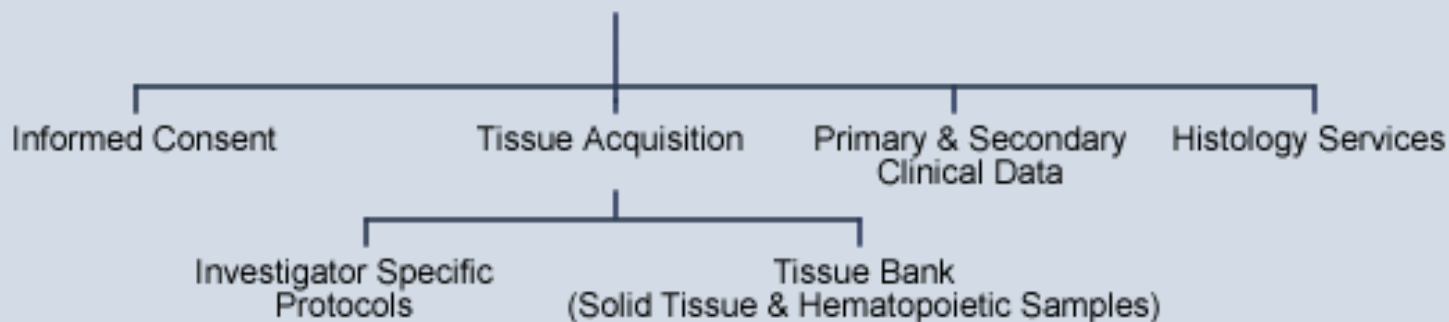 Informed Consent
Tissue Acquisition
Primary & Secondary
Clinical Data
Histology Services
Investigator Specific
Protocols
Tissue Bank
(Solid Tissue & Hematopoietic Samples)